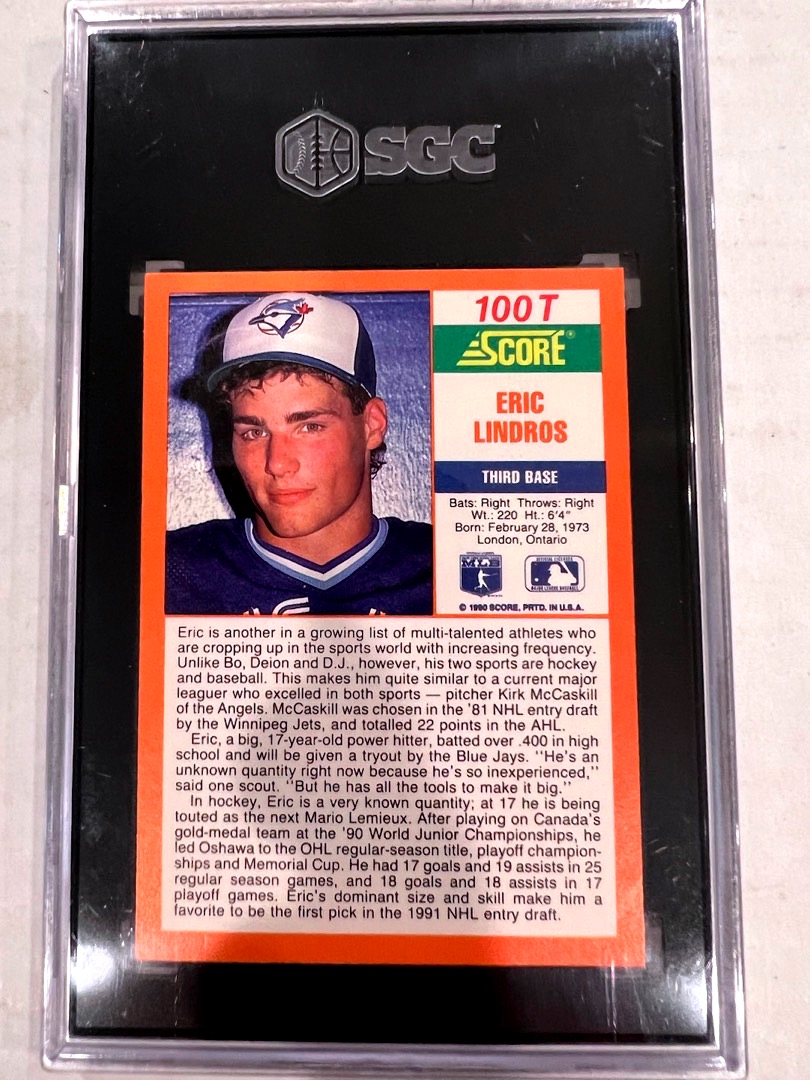 SGC
100T
SCORE®
ERIC
LINDROS
THIRD BASE
Bats: Right Throws: Right
Wt.: 220 Ht.: 6'4"
Born: February 28, 1973
London, Ontario
© 1990 SCORE, PRTD. IN U.S.A.
Eric is another in a growing list of multi-talented athletes who
are cropping up in the sports world with increasing frequency.
Unlike Bo, Deion and D.J., however, his two sports are hockey
and baseball. This makes him quite similar to a current major
leaguer who excelled in both sports — pitcher Kirk McCaskill
of the Angels. McCaskill was chosen in the '81 NHL entry draft
by the Winnipeg Jets, and totalled 22 points in the AHL.
Eric, a big, 17-year-old power hitter, batted over .400 in high
school and will be given a tryout by the Blue Jays. "He's an
unknown quantity right now because he's so inexperienced,"
said one scout. "But he has all the tools to make it big."
In hockey, Eric is a very known quantity; at 17 he is being
touted as the next Mario Lemieux. After playing on Canada's
gold-medal team at the '90 World Junior Championships, he
led Oshawa to the OHL regular-season title, playoff champion-
ships and Memorial Cup. He had 17 goals and 19 assists in 25
regular season games, and 18 goals and 18 assists in 17
playoff games. Eric's dominant size and skill make him a
favorite to be the first pick in the 1991 NHL entry draft.